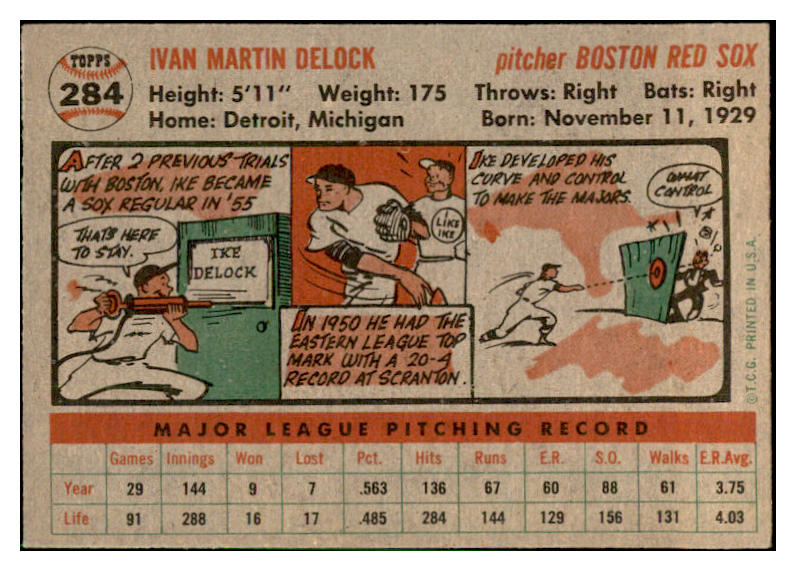 TOPPS
284
IVAN MARTIN DELOCK
pitcher BOSTON RED SOX
Height: 5'11" Weight: 175 Throws: Right Bats: Right
Home: Detroit, Michigan Born: November 11, 1929
AFTER 2 PREVIOUS TRIALS
WITH BOSTON, IKE BECAME
A SOX REGULAR IN '55
THAT'S HERE
TO STAY.
IKE
DELOCK
I LIKE
IKE
IN 1950 HE HAD THE
EASTERN LEAGUE TOP
MARK WITH A 20-4
RECORD AT SCRANTON.
IKE DEVELOPED HIS
CURVE AND CONTROL
TO MAKE THE MAJORS.
WHAT
CONTROL
©T.C.G. PRINTED IN U.S.A.
MAJOR LEAGUE PITCHING RECORD
Games Innings Won Lost Pct. Hits Runs E.R. S.O. Walks E.R.Avg.
Year 29 144 9 7 .563 136 67 60 88 61 3.75
Life 91 288 16 17 .485 284 144 129 156 131 4.03